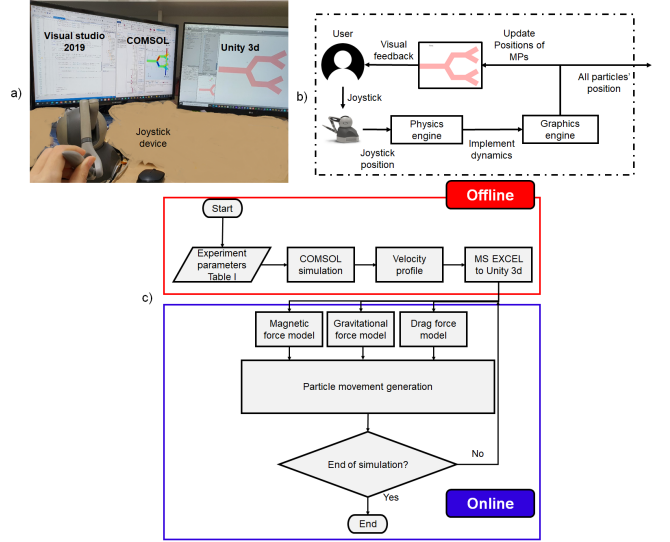 a)
Visual studio
2019
COMSOL
Unity 3d
Joystick
device
b)
User
Visual
feedback
Update
Positions of
MPs
All particles'
position
Joystick
Joystick
position
Physics
engine
Implement
dynamics
Graphics
engine
c)
Offline
Start
Experiment
parameters
Table I
COMSOL
simulation
Velocity
profile
MS EXCEL
to Unity 3d
Magnetic
force model
Gravitational
force model
Drag force
model
Particle movement generation
End of simulation?
No
Yes
End
Online